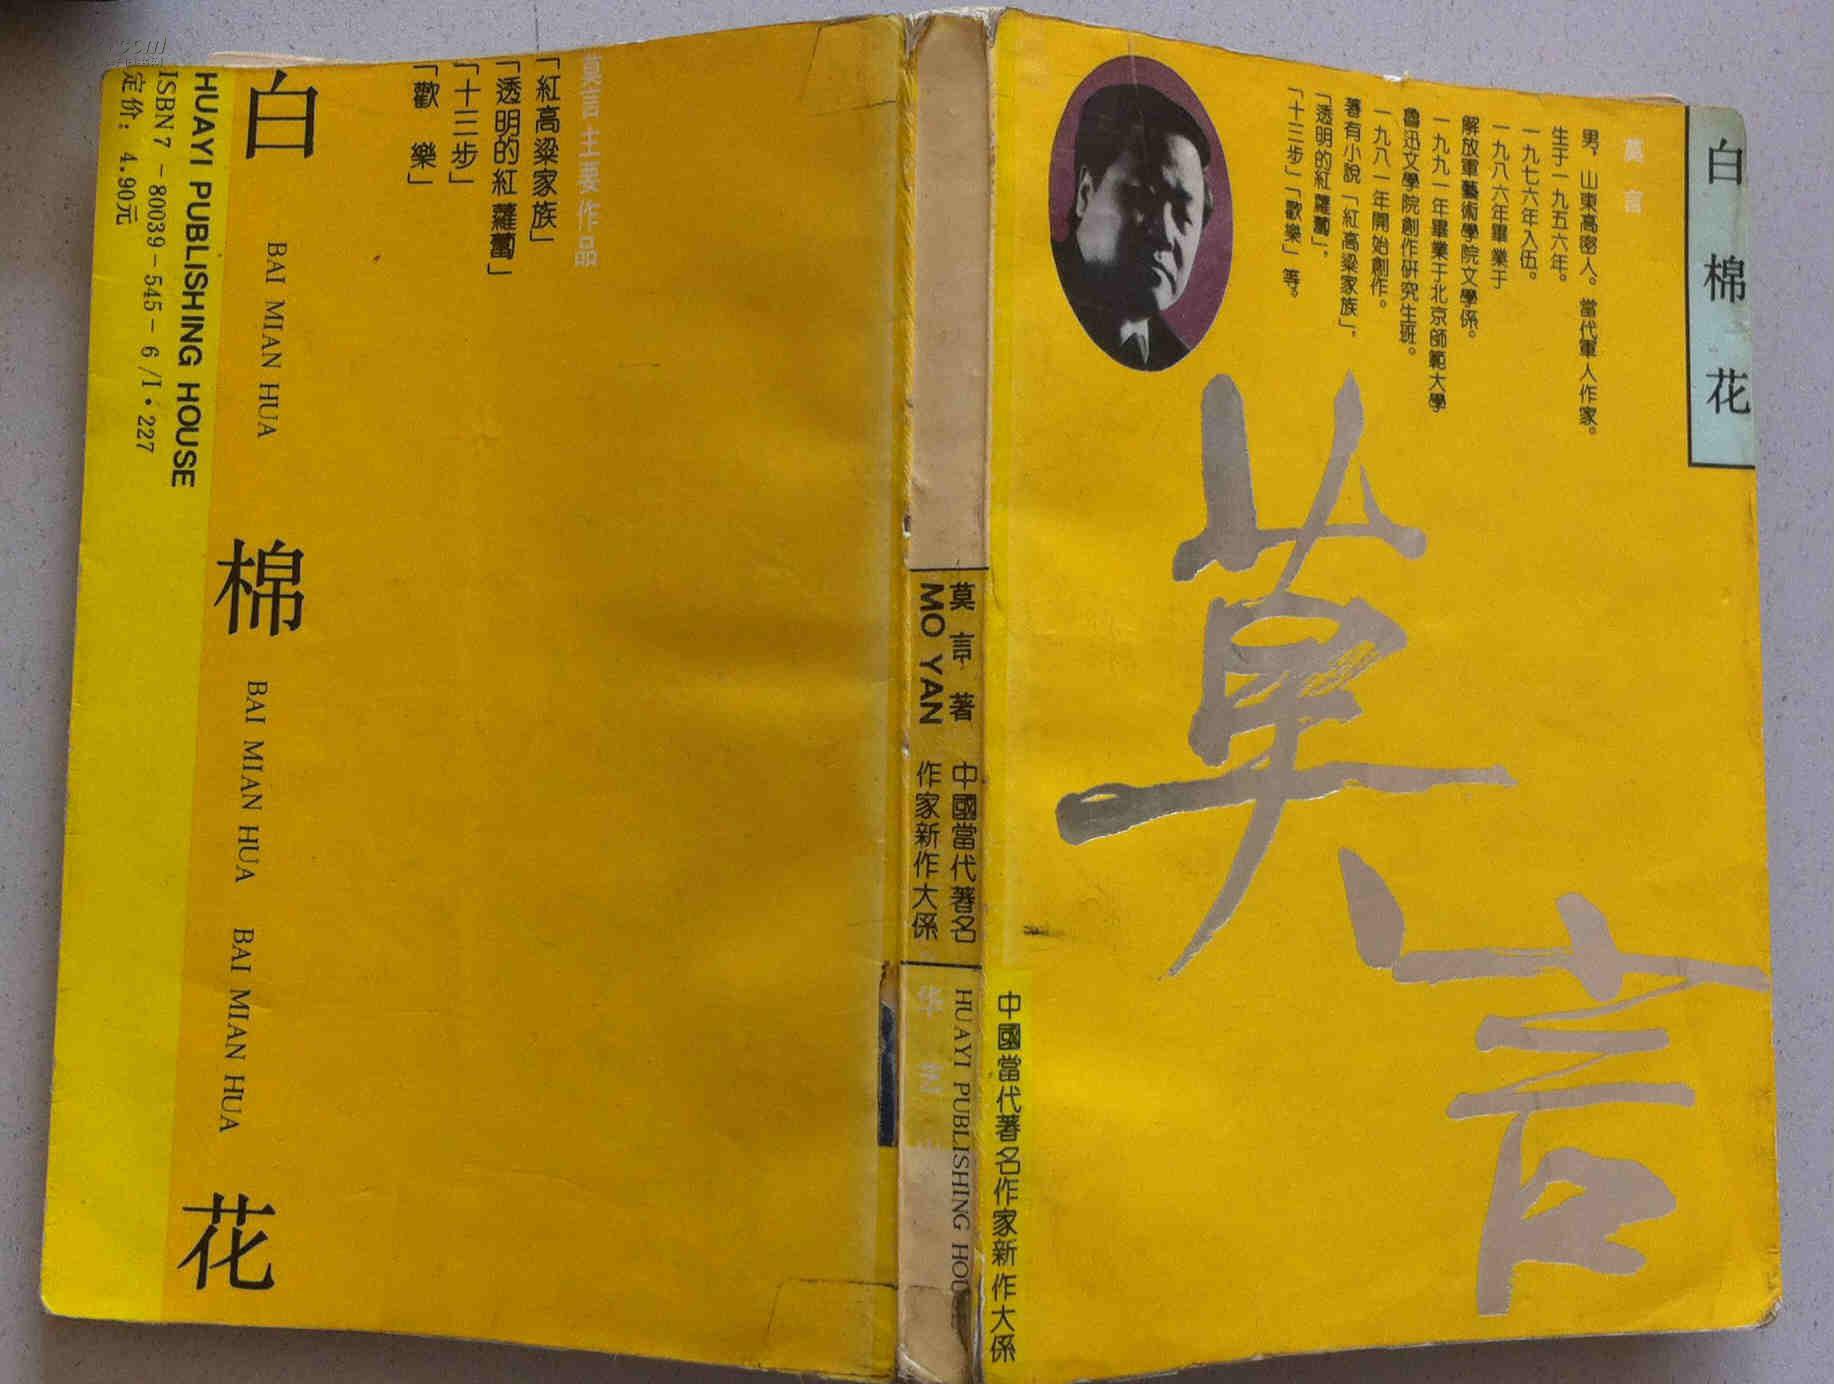 白棉花
莫言
男，山東高密人。當代軍人作家。
生于一九五六年。
一九七六年入伍。
一九八六年畢業于
解放軍藝術學院文學係。
一九九一年畢業于北京師範大學
魯迅文學院創作研究生班。
一九八一年開始創作。
著有小說「紅高粱家族」，
「透明的紅蘿蔔」，
「十三步」「歡樂」等。
莫言
中國當代著名作家新作大係
莫言著
MO YAN
中國當代著名
作家新作大係
HUAYI PUBLISHING HOU
莫言主要作品
「紅高粱家族」
「透明的紅蘿蔔」
「十三步」
「歡樂」
白 BAI MIAN HUA 棉 BAI MIAN HUA BAI MIAN HUA 花
HUAYI PUBLISHING HOUSE
ISBN7－80039－545－6/I·227
定价：4.90元